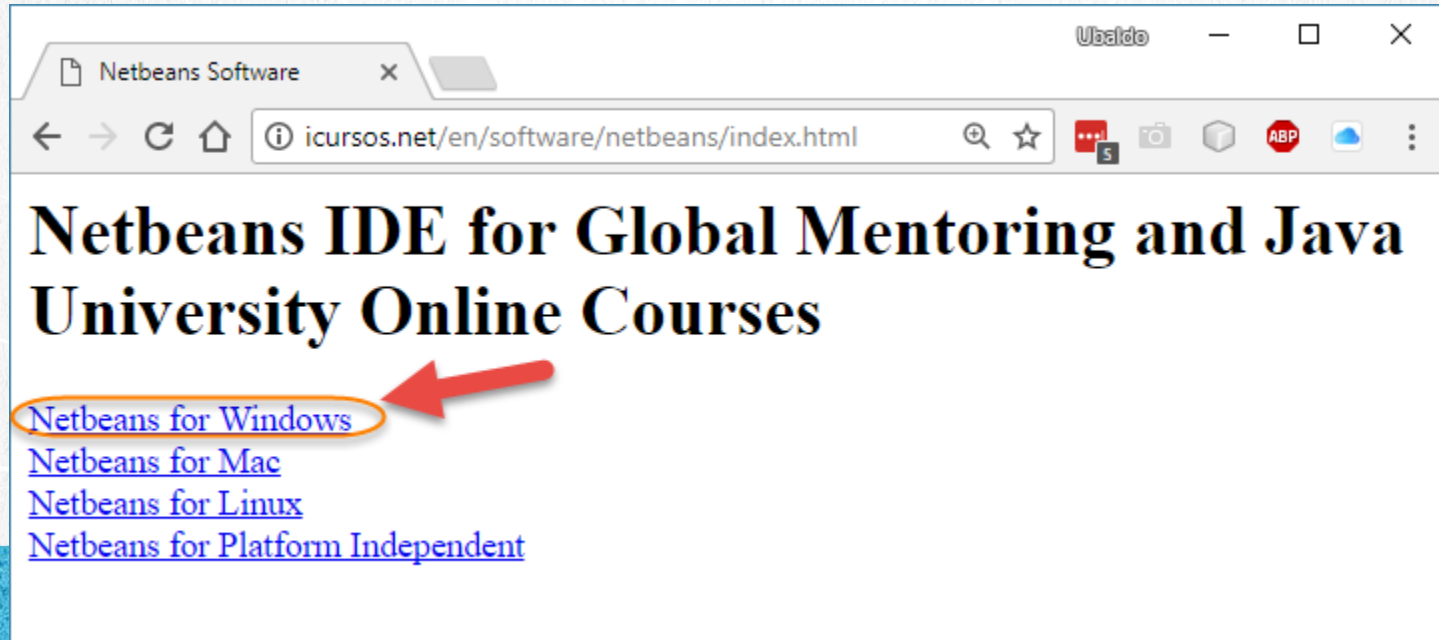 Ubaldo
Netbeans Software
icursos.net/en/software/netbeans/index.html
5
ABP
Netbeans IDE for Global Mentoring and Java
University Online Courses
Netbeans for Windows
Netbeans for Mac
Netbeans for Linux
Netbeans for Platform Independent